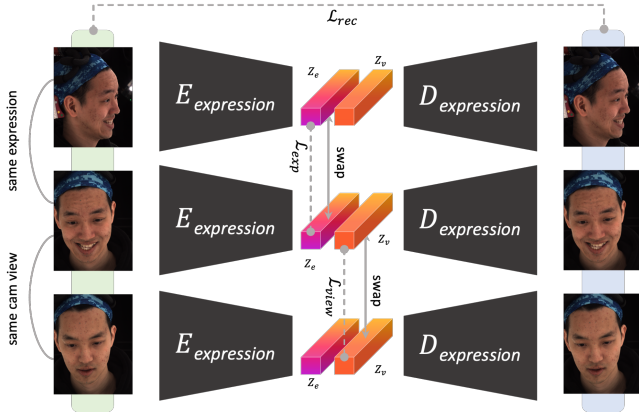 ℒrec
same expression
same cam view
Eexpression
Ze
Zv
Dexpression
ℒexp
swap
Eexpression
Ze
Zv
Dexpression
ℒview
swap
Eexpression
Ze
Zv
Dexpression